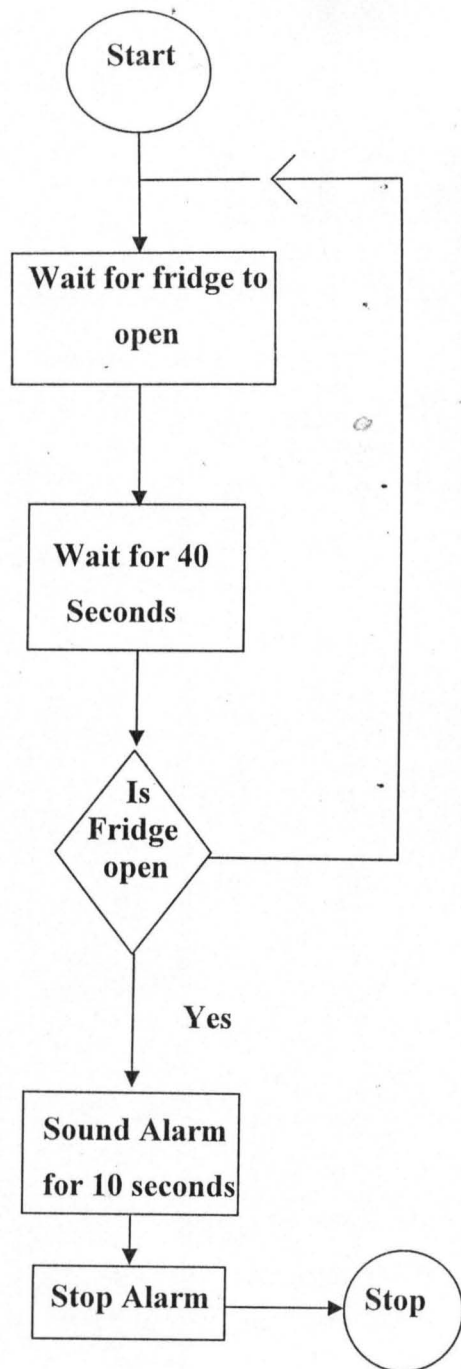 Start
Wait for fridge to
open
Wait for 40
Seconds
Is
Fridge
open
Yes
Sound Alarm
for 10 seconds
Stop Alarm
Stop